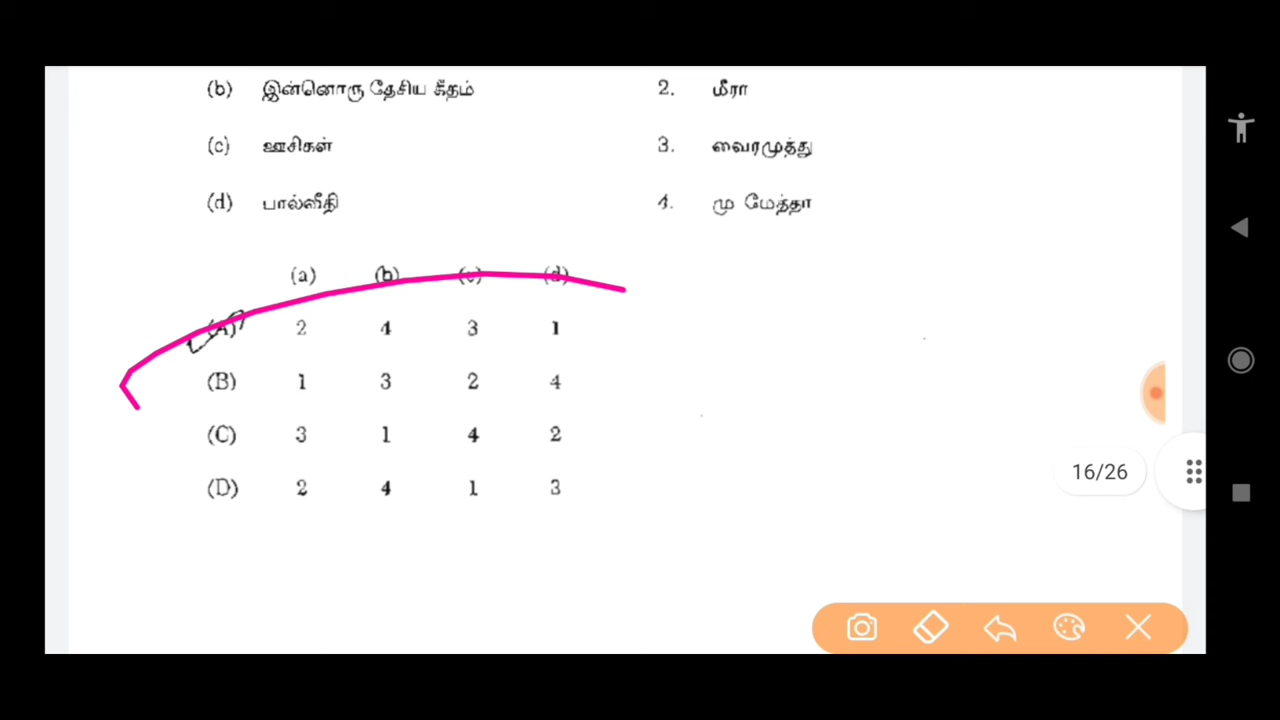 (b) இன்னொரு தேசிய கீதம் 2. மீரா
(c) ஊசிகள் 3. வைரமுத்து
(d) பால்வீதி 4. மு மேத்தா
(a) (b) (c) (d)
(A) 2 4 3 1
(B) 1 3 2 4
(C) 3 1 4 2
16/26
(D) 2 4 1 3